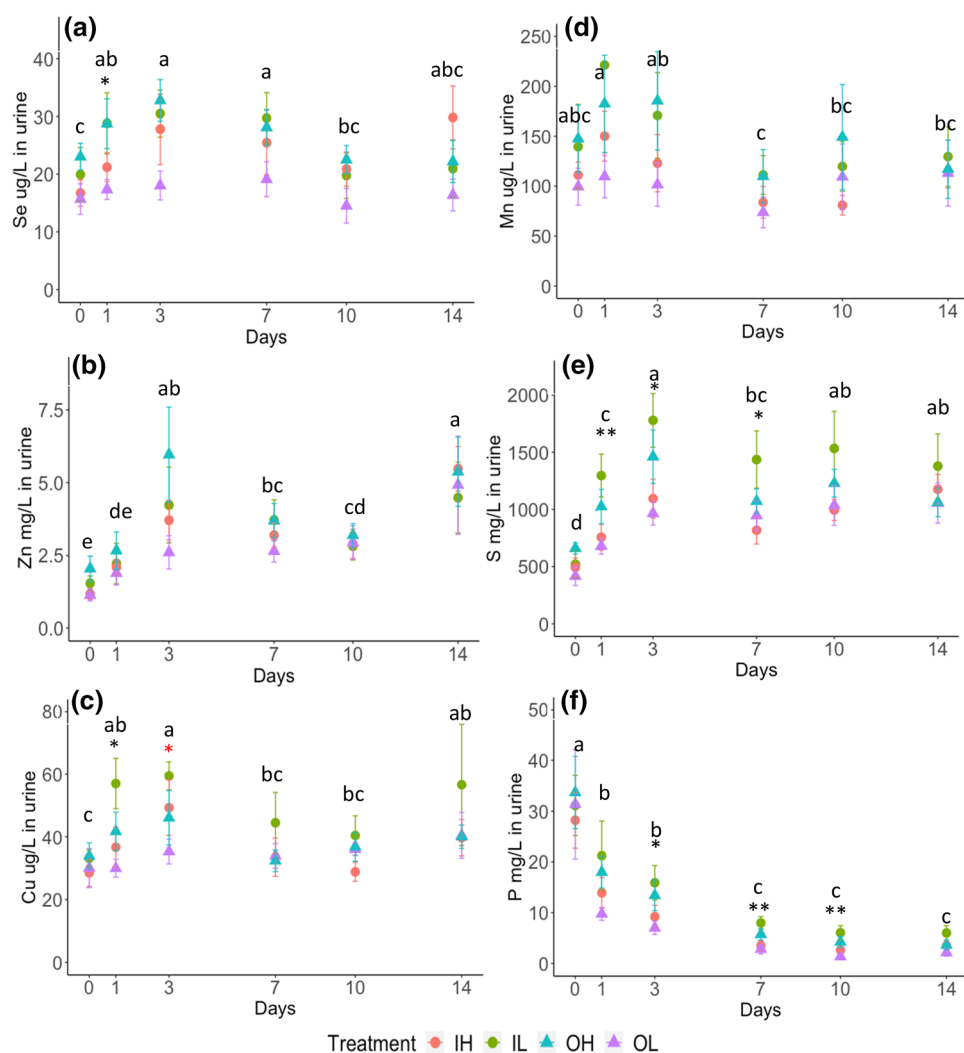 (a)
Se ug/L in urine
40
30
20
10
0
c
ab
*
a
a
bc
abc
0 1 3 7 10 14
Days
(d)
Mn ug/L in urine
250
200
150
100
50
0
abc
a
ab
c
bc
bc
0 1 3 7 10 14
Days
(b)
Zn mg/L in urine
7.5
5.0
2.5
0.0
e
de
ab
bc
cd
a
0 1 3 7 10 14
Days
(e)
S mg/L in urine
2000
1500
1000
500
0
d
c
**
a
*
bc
*
ab
ab
0 1 3 7 10 14
Days
(c)
Cu ug/L in urine
80
60
40
20
0
c
ab
*
a
*
bc
bc
ab
0 1 3 7 10 14
Days
(f)
P mg/L in urine
50
40
30
20
10
0
a
b
b
*
c
**
c
**
c
0 1 3 7 10 14
Days
Treatment IH IL OH OL